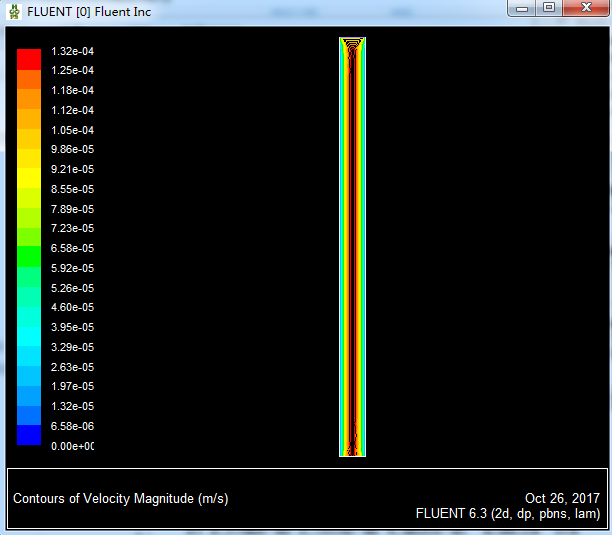 FLUENT [0] Fluent Inc
1.32e-04
1.25e-04
1.18e-04
1.12e-04
1.05e-04
9.86e-05
9.21e-05
8.55e-05
7.89e-05
7.23e-05
6.58e-05
5.92e-05
5.26e-05
4.60e-05
3.95e-05
3.29e-05
2.63e-05
1.97e-05
1.32e-05
6.58e-06
0.00e+00
Contours of Velocity Magnitude (m/s)
Oct 26, 2017
FLUENT 6.3 (2d, dp, pbns, lam)